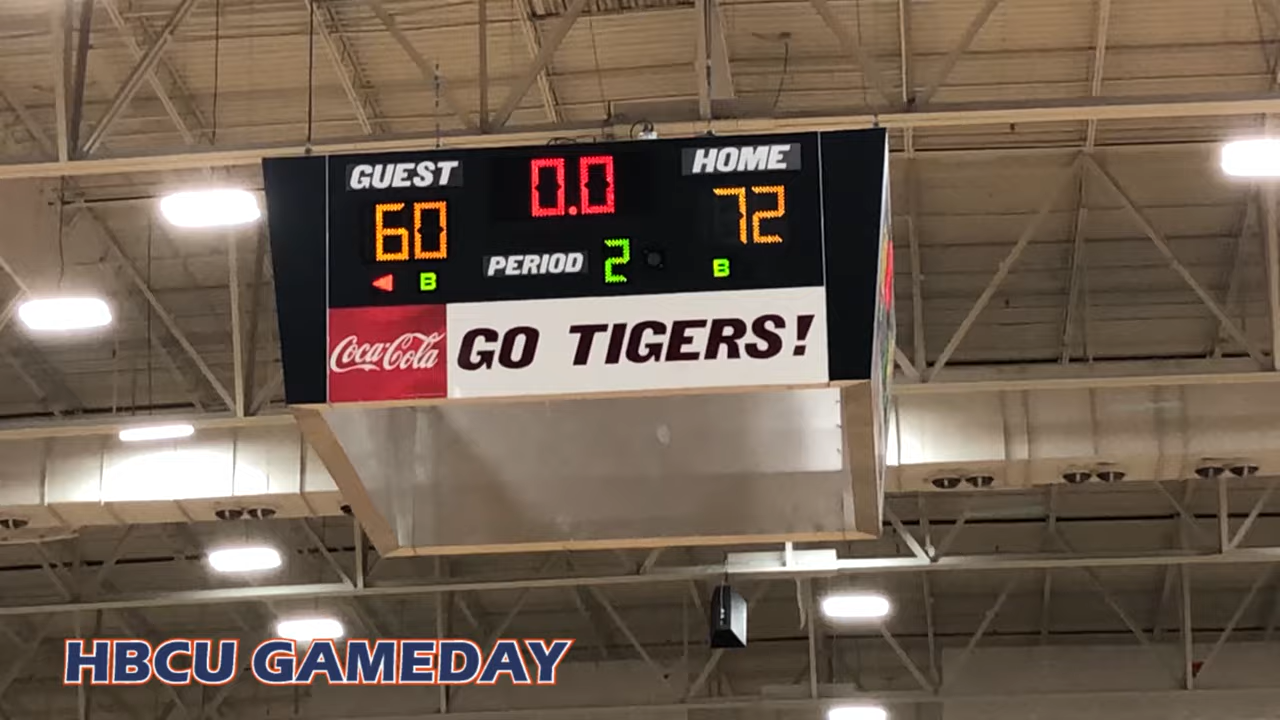 GUEST 0.0 HOME
60 72
PERIOD 2
B B
Coca-Cola GO TIGERS!
HBCU GAMEDAY